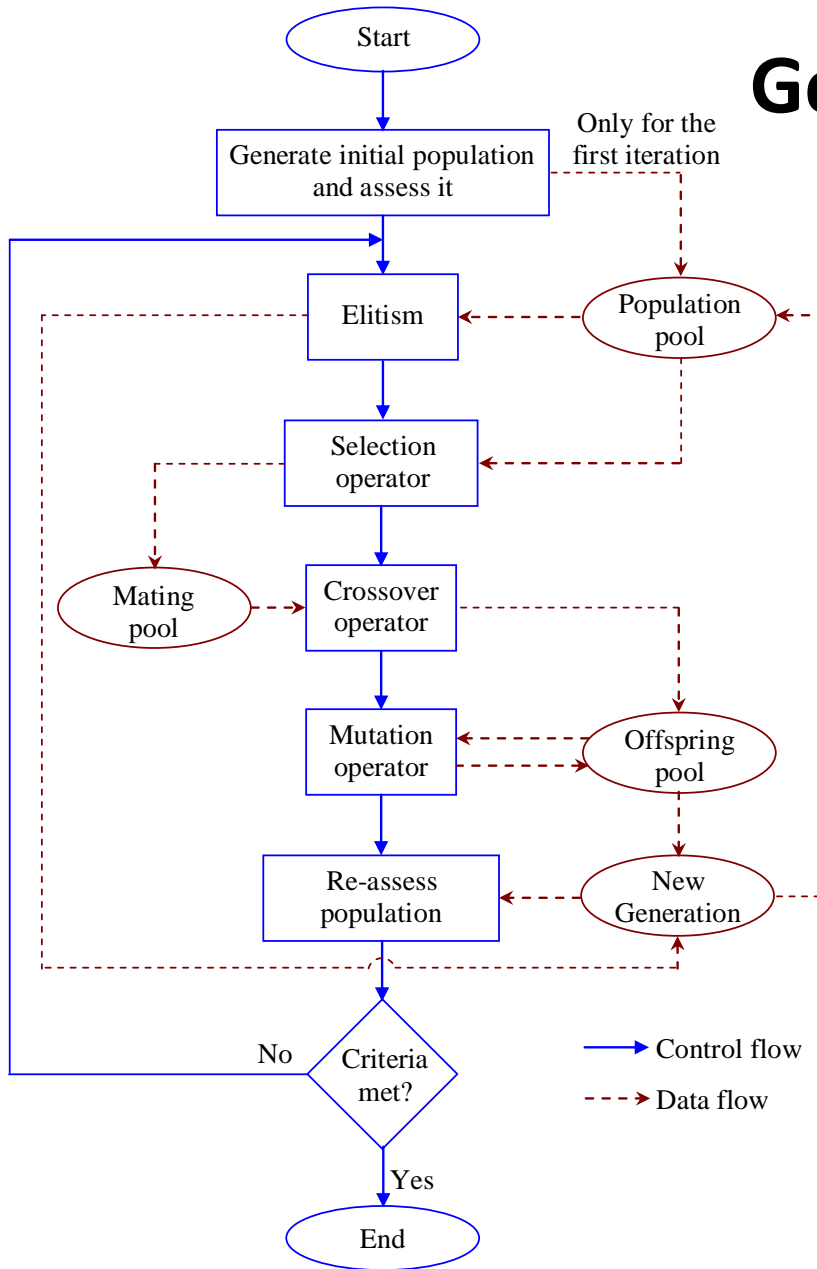 Start
Ge
Only for the
first iteration
Generate initial population
and assess it
Elitism
Population
pool
Selection
operator
Mating
pool
Crossover
operator
Mutation
operator
Offspring
pool
Re-assess
population
New
Generation
No
Criteria
met?
Control flow
Data flow
Yes
End